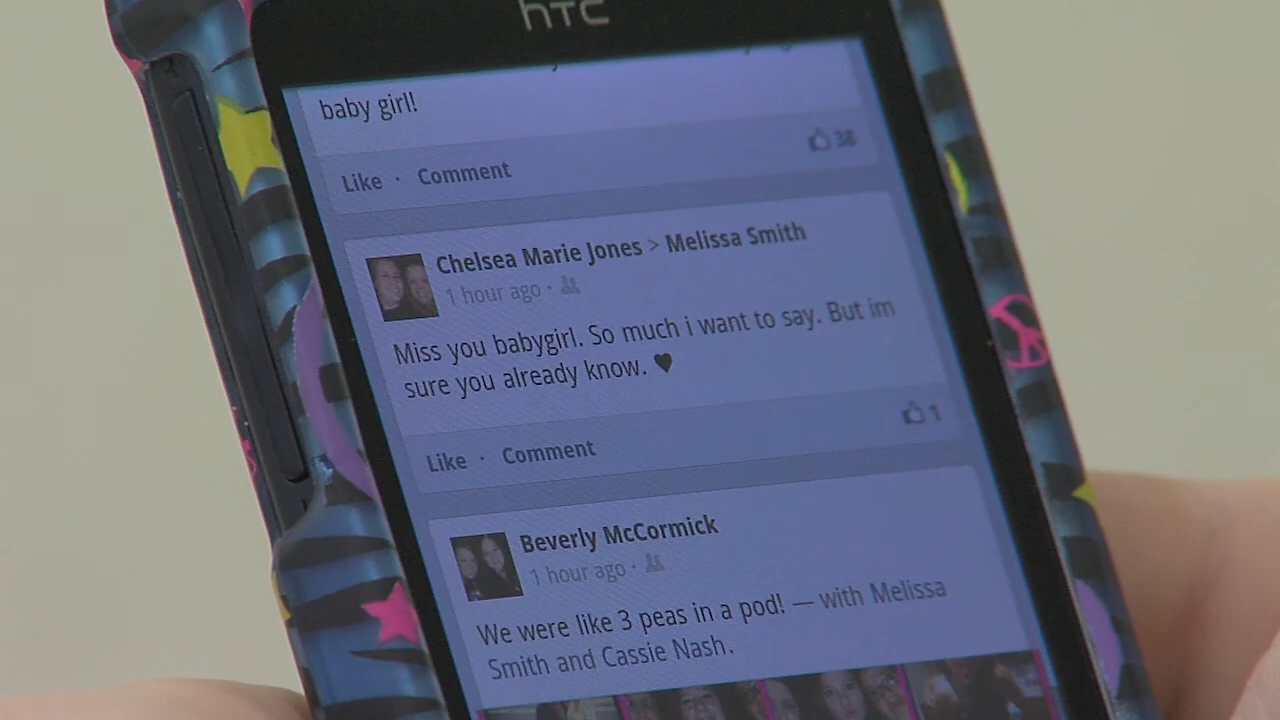 hTC
baby girl!
38
Like · Comment
Chelsea Marie Jones > Melissa Smith
1 hour ago ·
Miss you babygirl. So much i want to say. But im
sure you already know. ♥
1
Like · Comment
Beverly McCormick
1 hour ago ·
We were like 3 peas in a pod! — with Melissa
Smith and Cassie Nash.